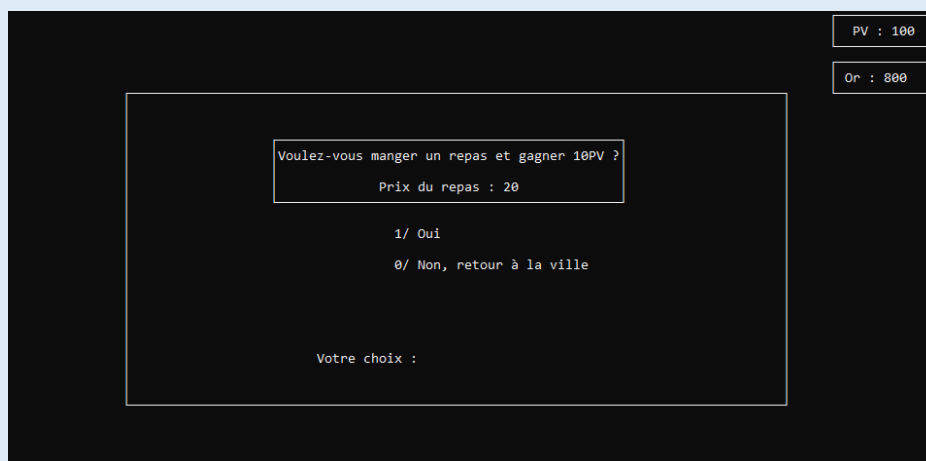 PV : 100
Or : 800
Voulez-vous manger un repas et gagner 10PV ?
Prix du repas : 20
1/ Oui
0/ Non, retour à la ville
Votre choix :